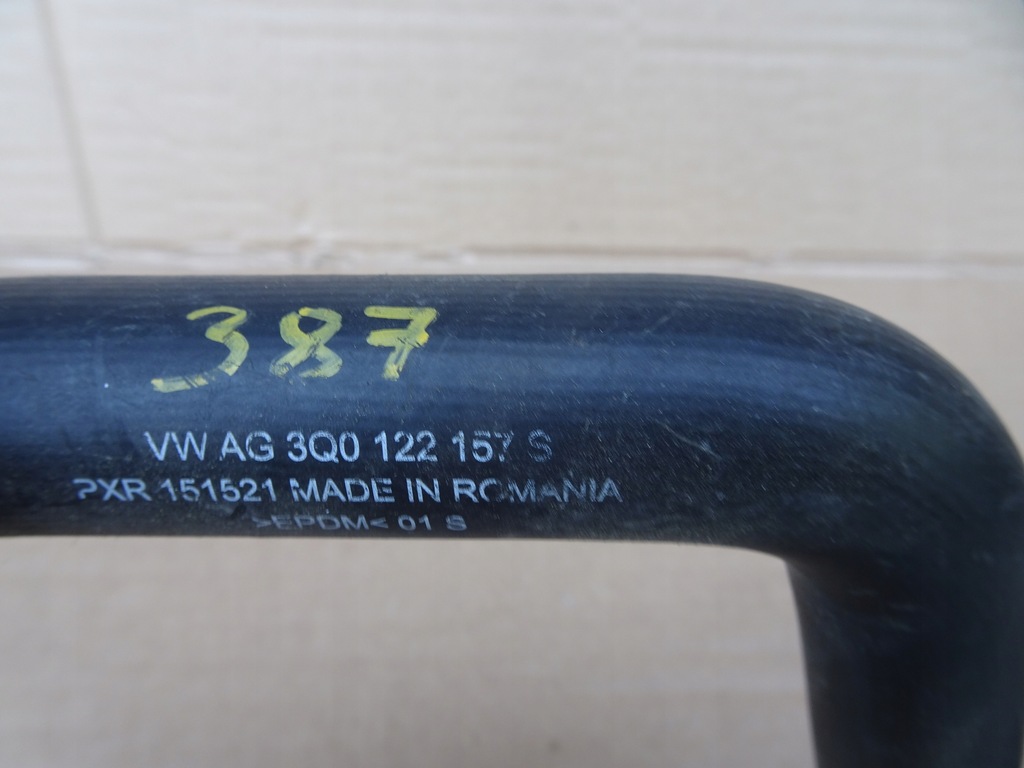 387
VW AG 3Q0 122 157 S
PXR 151521 MADE IN ROMANIA
>EPDM< 01 S